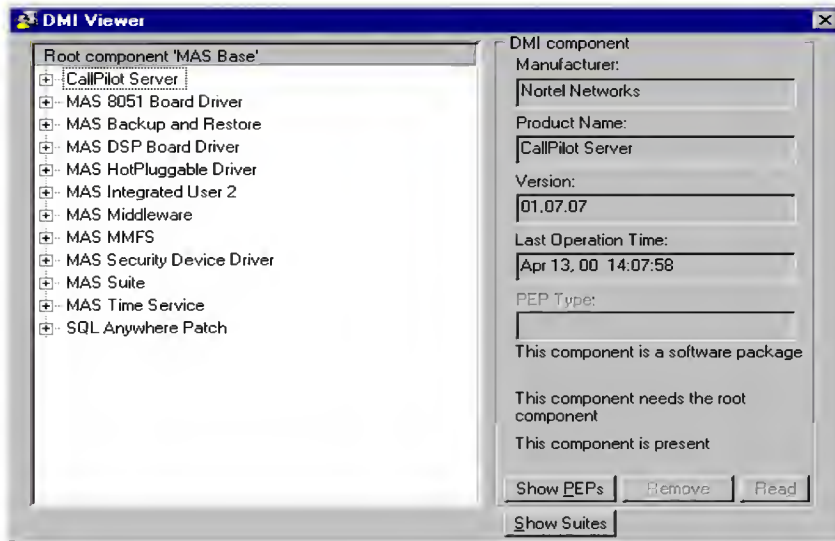 DMI Viewer
Root component 'MAS Base'
CallPilot Server
MAS 8051 Board Driver
MAS Backup and Restore
MAS DSP Board Driver
MAS HotPluggable Driver
MAS Integrated User 2
MAS Middleware
MAS MMFS
MAS Security Device Driver
MAS Suite
MAS Time Service
SQL Anywhere Patch
DMI component
Manufacturer:
Nortel Networks
Product Name:
CallPilot Server
Version:
01.07.07
Last Operation Time:
Apr 13, 00 14:07:58
PEP Type:
This component is a software package
This component needs the root
component
This component is present
Show PEPs
Remove
Read
Show Suites